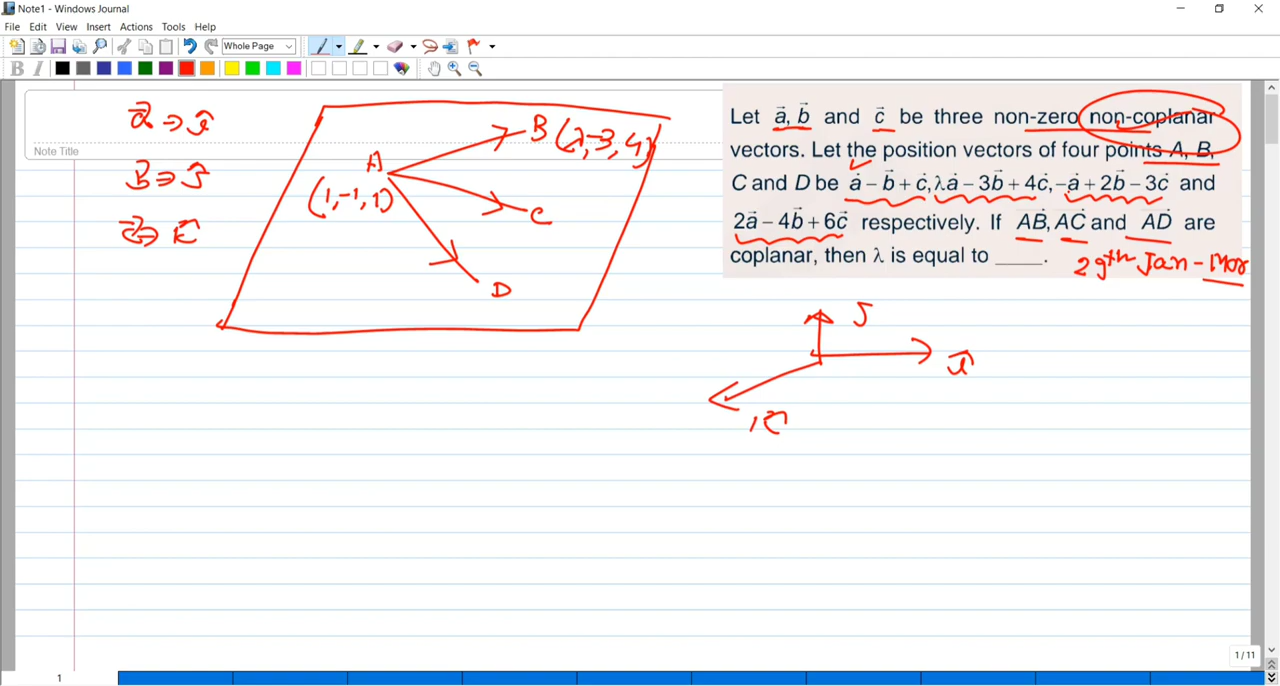 Note1 - Windows Journal
File Edit View Insert Actions Tools Help
Whole Page
B I
Note Title
a⃗ ⇒ î
b⃗ ⇒ ĵ
c⃗ ⇒ k̂
A
(1, -1, 1)
B (λ, -3, 4)
C
D
Let a⃗, b⃗ and c⃗ be three non-zero non-coplanar
vectors. Let the position vectors of four points A, B,
C and D be a⃗ − b⃗ + c⃗, λa⃗ − 3b⃗ + 4c⃗, −a⃗ + 2b⃗ − 3c⃗ and
2a⃗ − 4b⃗ + 6c⃗ respectively. If AB⃗, AC⃗ and AD⃗ are
coplanar, then λ is equal to _____.
29th Jan - Mor
ĵ
î
k̂
1 / 11
1